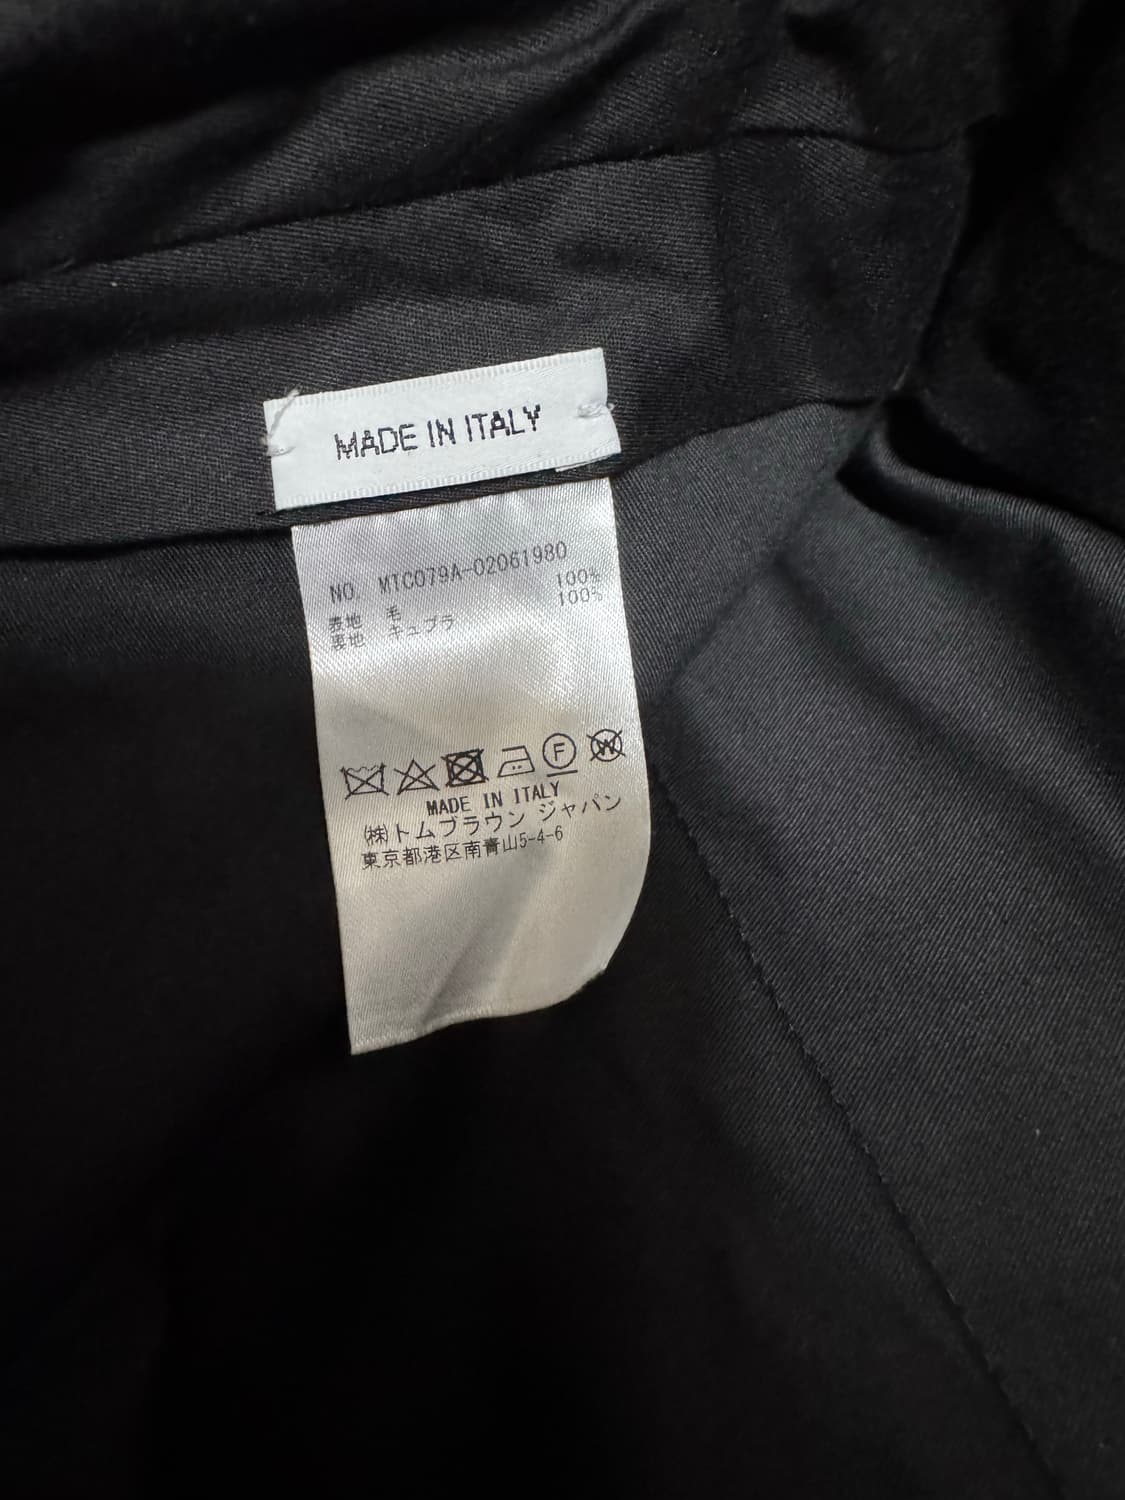 MADE IN ITALY
NO. MTC079A-02061980
表地 毛 100%
裏地 キュプラ 100%
F W
MADE IN ITALY
(株)トムブラウン ジャパン
東京都港区南青山5-4-6